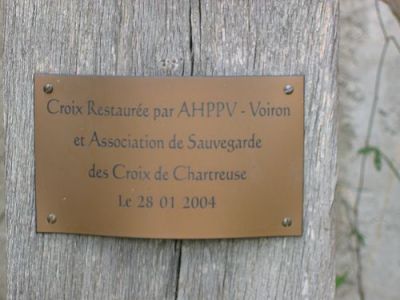 Croix Restaurée par AHPPV - Voiron
et Association de Sauvegarde
des Croix de Chartreuse
Le 28 01 2004